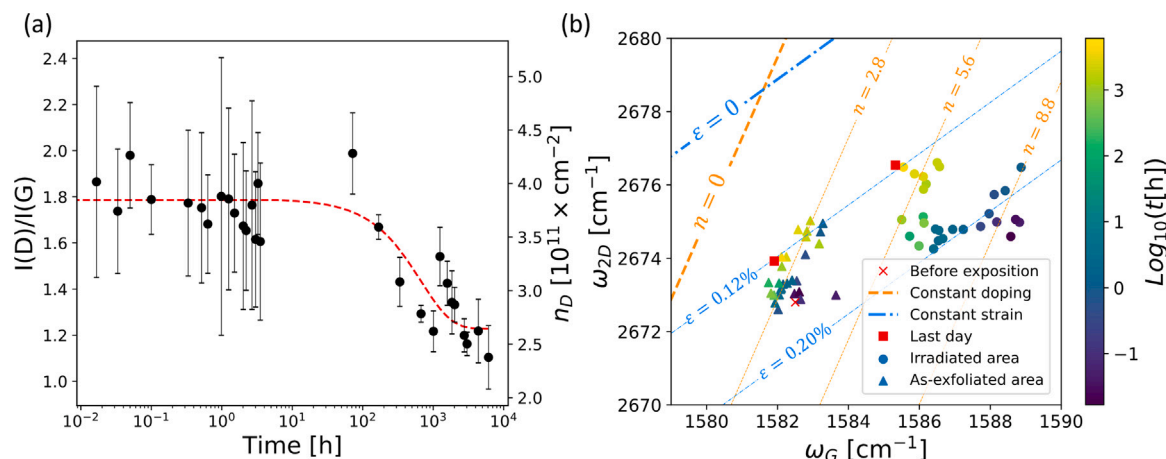 (a)
I(D)/I(G)
2.4
2.2
2.0
1.8
1.6
1.4
1.2
1.0
10⁻²
10⁻¹
10⁰
10¹
10²
10³
10⁴
Time [h]
5.0
4.5
4.0
3.5
3.0
2.5
2.0
n_D [10¹¹ × cm⁻²]
(b)
ω_2D [cm⁻¹]
2680
2678
2676
2674
2672
2670
ε = 0
n = 0
n = 2.8
n = 5.6
n = 8.8
ε = 0.12%
ε = 0.20%
× Before exposition
Constant doping
Constant strain
Last day
Irradiated area
As-exfoliated area
1580
1582
1584
1586
1588
1590
ω_G [cm⁻¹]
3
2
1
0
−1
Log₁₀(t[h])